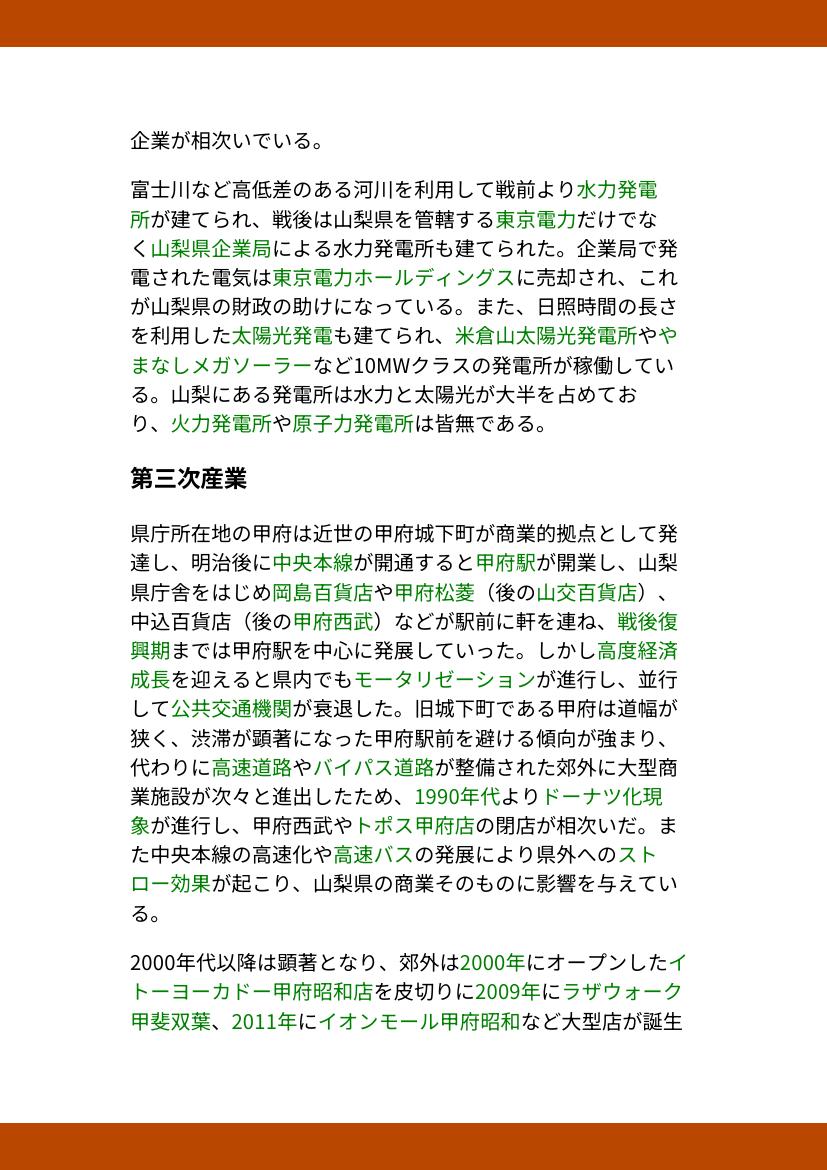 企業が相次いでいる。
富士川など高低差のある河川を利用して戦前より水力発電
所が建てられ、戦後は山梨県を管轄する東京電力だけでな
く山梨県企業局による水力発電所も建てられた。企業局で発
電された電気は東京電力ホールディングスに売却され、これ
が山梨県の財政の助けになっている。また、日照時間の長さ
を利用した太陽光発電も建てられ、米倉山太陽光発電所やや
まなしメガソーラーなど10MWクラスの発電所が稼働してい
る。山梨にある発電所は水力と太陽光が大半を占めてお
り、火力発電所や原子力発電所は皆無である。
第三次産業
県庁所在地の甲府は近世の甲府城下町が商業的拠点として発
達し、明治後に中央本線が開通すると甲府駅が開業し、山梨
県庁舎をはじめ岡島百貨店や甲府松菱（後の山交百貨店）、
中込百貨店（後の甲府西武）などが駅前に軒を連ね、戦後復
興期までは甲府駅を中心に発展していった。しかし高度経済
成長を迎えると県内でもモータリゼーションが進行し、並行
して公共交通機関が衰退した。旧城下町である甲府は道幅が
狭く、渋滞が顕著になった甲府駅前を避ける傾向が強まり、
代わりに高速道路やバイパス道路が整備された郊外に大型商
業施設が次々と進出したため、1990年代よりドーナツ化現
象が進行し、甲府西武やトポス甲府店の閉店が相次いだ。ま
た中央本線の高速化や高速バスの発展により県外へのスト
ロー効果が起こり、山梨県の商業そのものに影響を与えてい
る。
2000年代以降は顕著となり、郊外は2000年にオープンしたイ
トーヨーカドー甲府昭和店を皮切りに2009年にラザウォーク
甲斐双葉、2011年にイオンモール甲府昭和など大型店が誕生